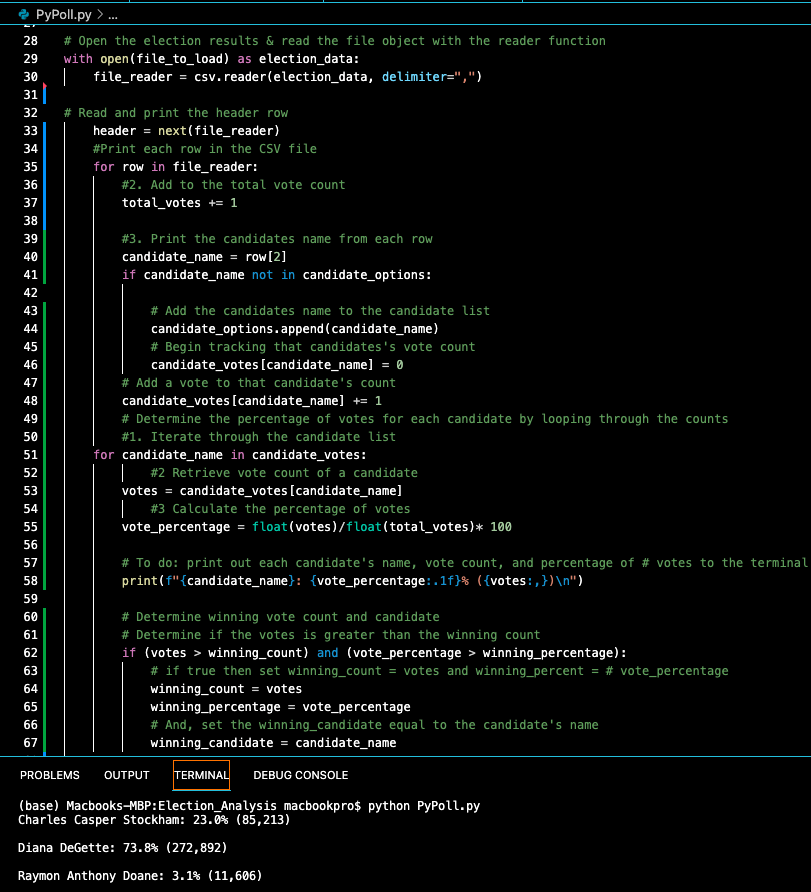 PyPoll.py > ...
27
28 # Open the election results & read the file object with the reader function
29 with open(file_to_load) as election_data:
30     file_reader = csv.reader(election_data, delimiter=",")
31
32 # Read and print the header row
33     header = next(file_reader)
34     #Print each row in the CSV file
35     for row in file_reader:
36         #2. Add to the total vote count
37         total_votes += 1
38
39         #3. Print the candidates name from each row
40         candidate_name = row[2]
41         if candidate_name not in candidate_options:
42
43             # Add the candidates name to the candidate list
44             candidate_options.append(candidate_name)
45             # Begin tracking that candidates's vote count
46             candidate_votes[candidate_name] = 0
47         # Add a vote to that candidate's count
48         candidate_votes[candidate_name] += 1
49         # Determine the percentage of votes for each candidate by looping through the counts
50         #1. Iterate through the candidate list
51     for candidate_name in candidate_votes:
52             #2 Retrieve vote count of a candidate
53         votes = candidate_votes[candidate_name]
54             #3 Calculate the percentage of votes
55         vote_percentage = float(votes)/float(total_votes)* 100
56
57         # To do: print out each candidate's name, vote count, and percentage of # votes to the terminal
58         print(f"{candidate_name}: {vote_percentage:.1f}% ({votes:,})\n")
59
60         # Determine winning vote count and candidate
61         # Determine if the votes is greater than the winning count
62         if (votes > winning_count) and (vote_percentage > winning_percentage):
63             # if true then set winning_count = votes and winning_percent = # vote_percentage
64             winning_count = votes
65             winning_percentage = vote_percentage
66             # And, set the winning_candidate equal to the candidate's name
67             winning_candidate = candidate_name
PROBLEMS OUTPUT TERMINAL DEBUG CONSOLE
(base) Macbooks-MBP:Election_Analysis macbookpro$ python PyPoll.py
Charles Casper Stockham: 23.0% (85,213)
Diana DeGette: 73.8% (272,892)
Raymon Anthony Doane: 3.1% (11,606)